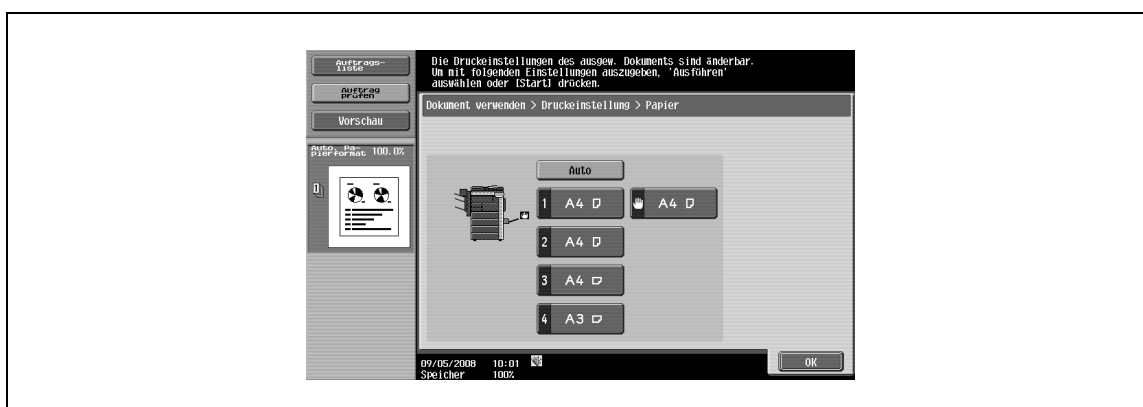 Auftrags-
liste
Auftrag
prüfen
Vorschau
Auto. Pa-
pierformat 100.0%
1
Die Druckeinstellungen des ausgew. Dokuments sind änderbar.
Um mit folgenden Einstellungen auszugeben, 'Ausführen'
auswählen oder [Start] drücken.
Dokument verwenden > Druckeinstellung > Papier
Auto
1 A4 A4
2 A4
3 A4
4 A3
09/05/2008 10:01
Speicher 100%
OK